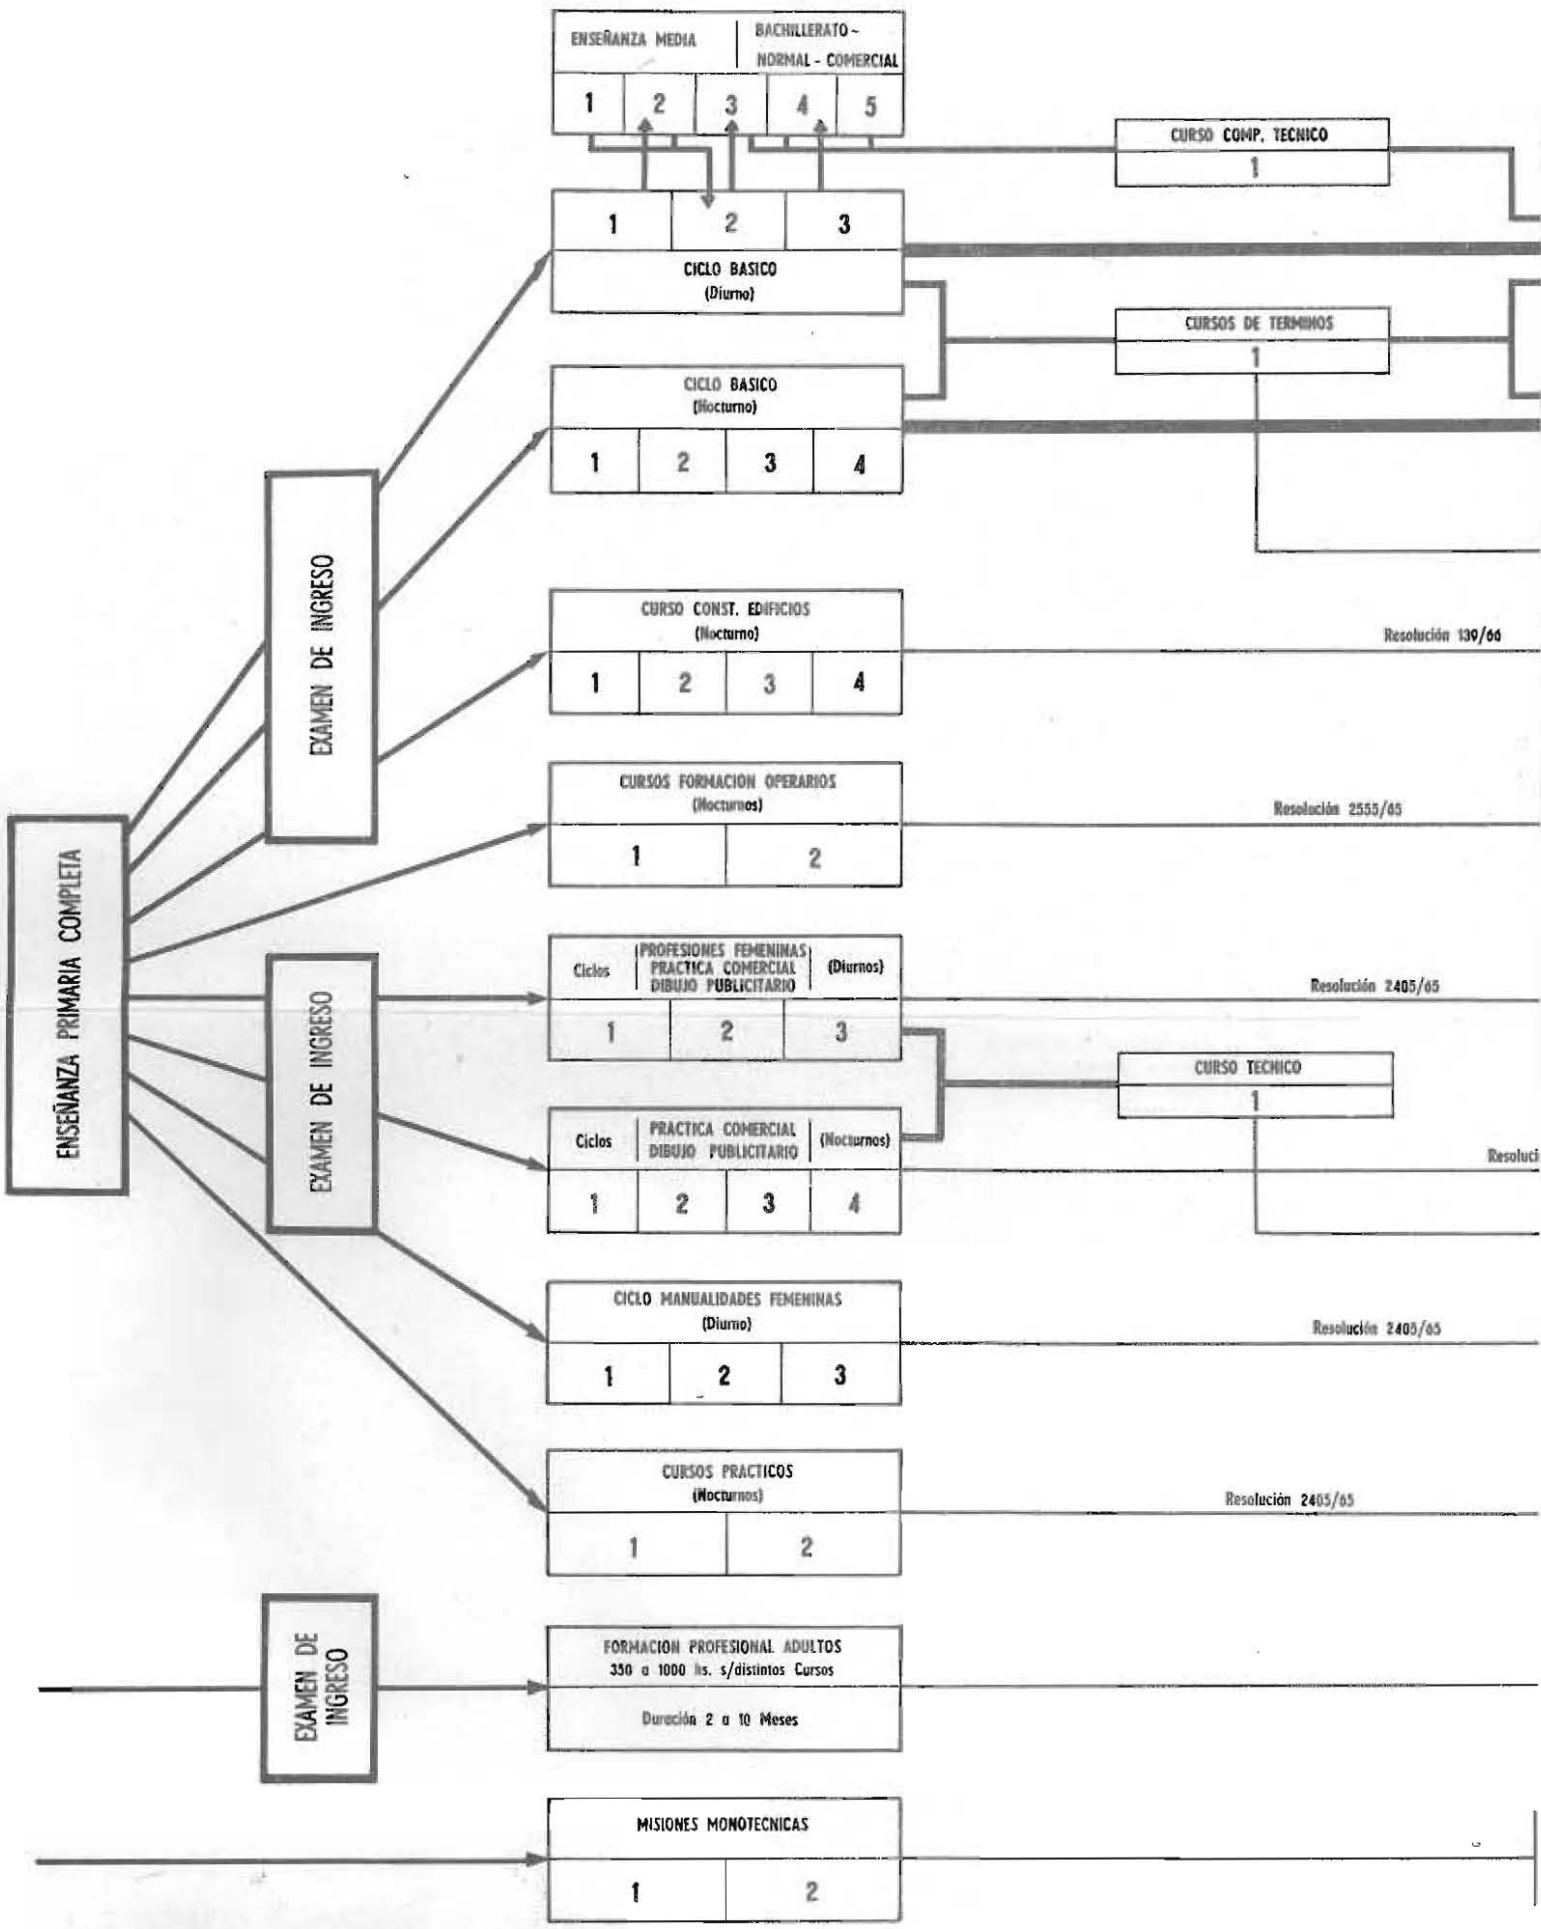 ENSEÑANZA MEDIA
BACHILLERATO -
NORMAL - COMERCIAL
1 2 3 4 5
CURSO COMP. TECNICO
1
1 2 3
CICLO BASICO
(Diurno)
CURSOS DE TERMINOS
1
CICLO BASICO
(Nocturno)
1 2 3 4
EXAMEN DE INGRESO
CURSO CONST. EDIFICIOS
(Nocturno)
Resolución 139/66
1 2 3 4
CURSOS FORMACION OPERARIOS
(Nocturnos)
Resolución 2555/65
1 2
ENSEÑANZA PRIMARIA COMPLETA
EXAMEN DE INGRESO
Ciclos
PROFESIONES FEMENINAS
PRACTICA COMERCIAL
DIBUJO PUBLICITARIO
(Diurnos)
Resolución 2405/65
1 2 3
CURSO TECNICO
1
Ciclos
PRACTICA COMERCIAL
DIBUJO PUBLICITARIO
(Nocturnos)
Resoluci
1 2 3 4
CICLO MANUALIDADES FEMENINAS
(Diurno)
Resolución 2405/65
1 2 3
CURSOS PRACTICOS
(Nocturnos)
Resolución 2405/65
1 2
EXAMEN DE
INGRESO
FORMACION PROFESIONAL ADULTOS
350 a 1000 hs. s/distintos Cursos
Duración 2 a 10 Meses
MISIONES MONOTECNICAS
1 2